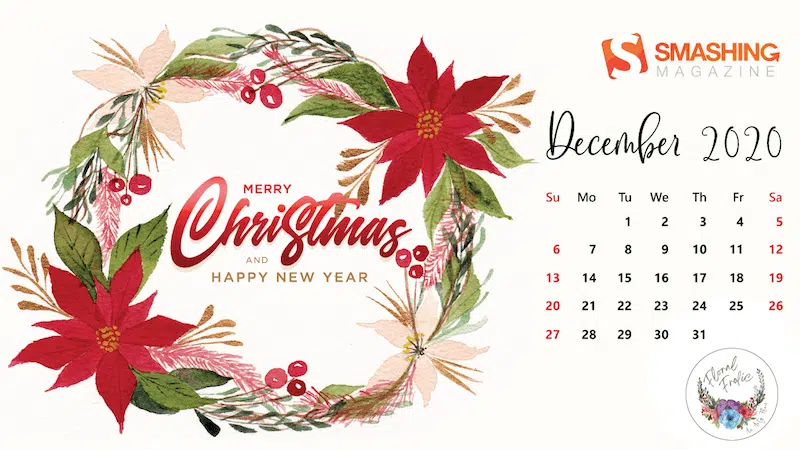 SMASHING
MAGAZINE
December 2020
Su Mo Tu We Th Fr Sa
1 2 3 4 5
6 7 8 9 10 11 12
13 14 15 16 17 18 19
20 21 22 23 24 25 26
27 28 29 30 31
MERRY
Christmas
AND
HAPPY NEW YEAR
Floral
Frolic